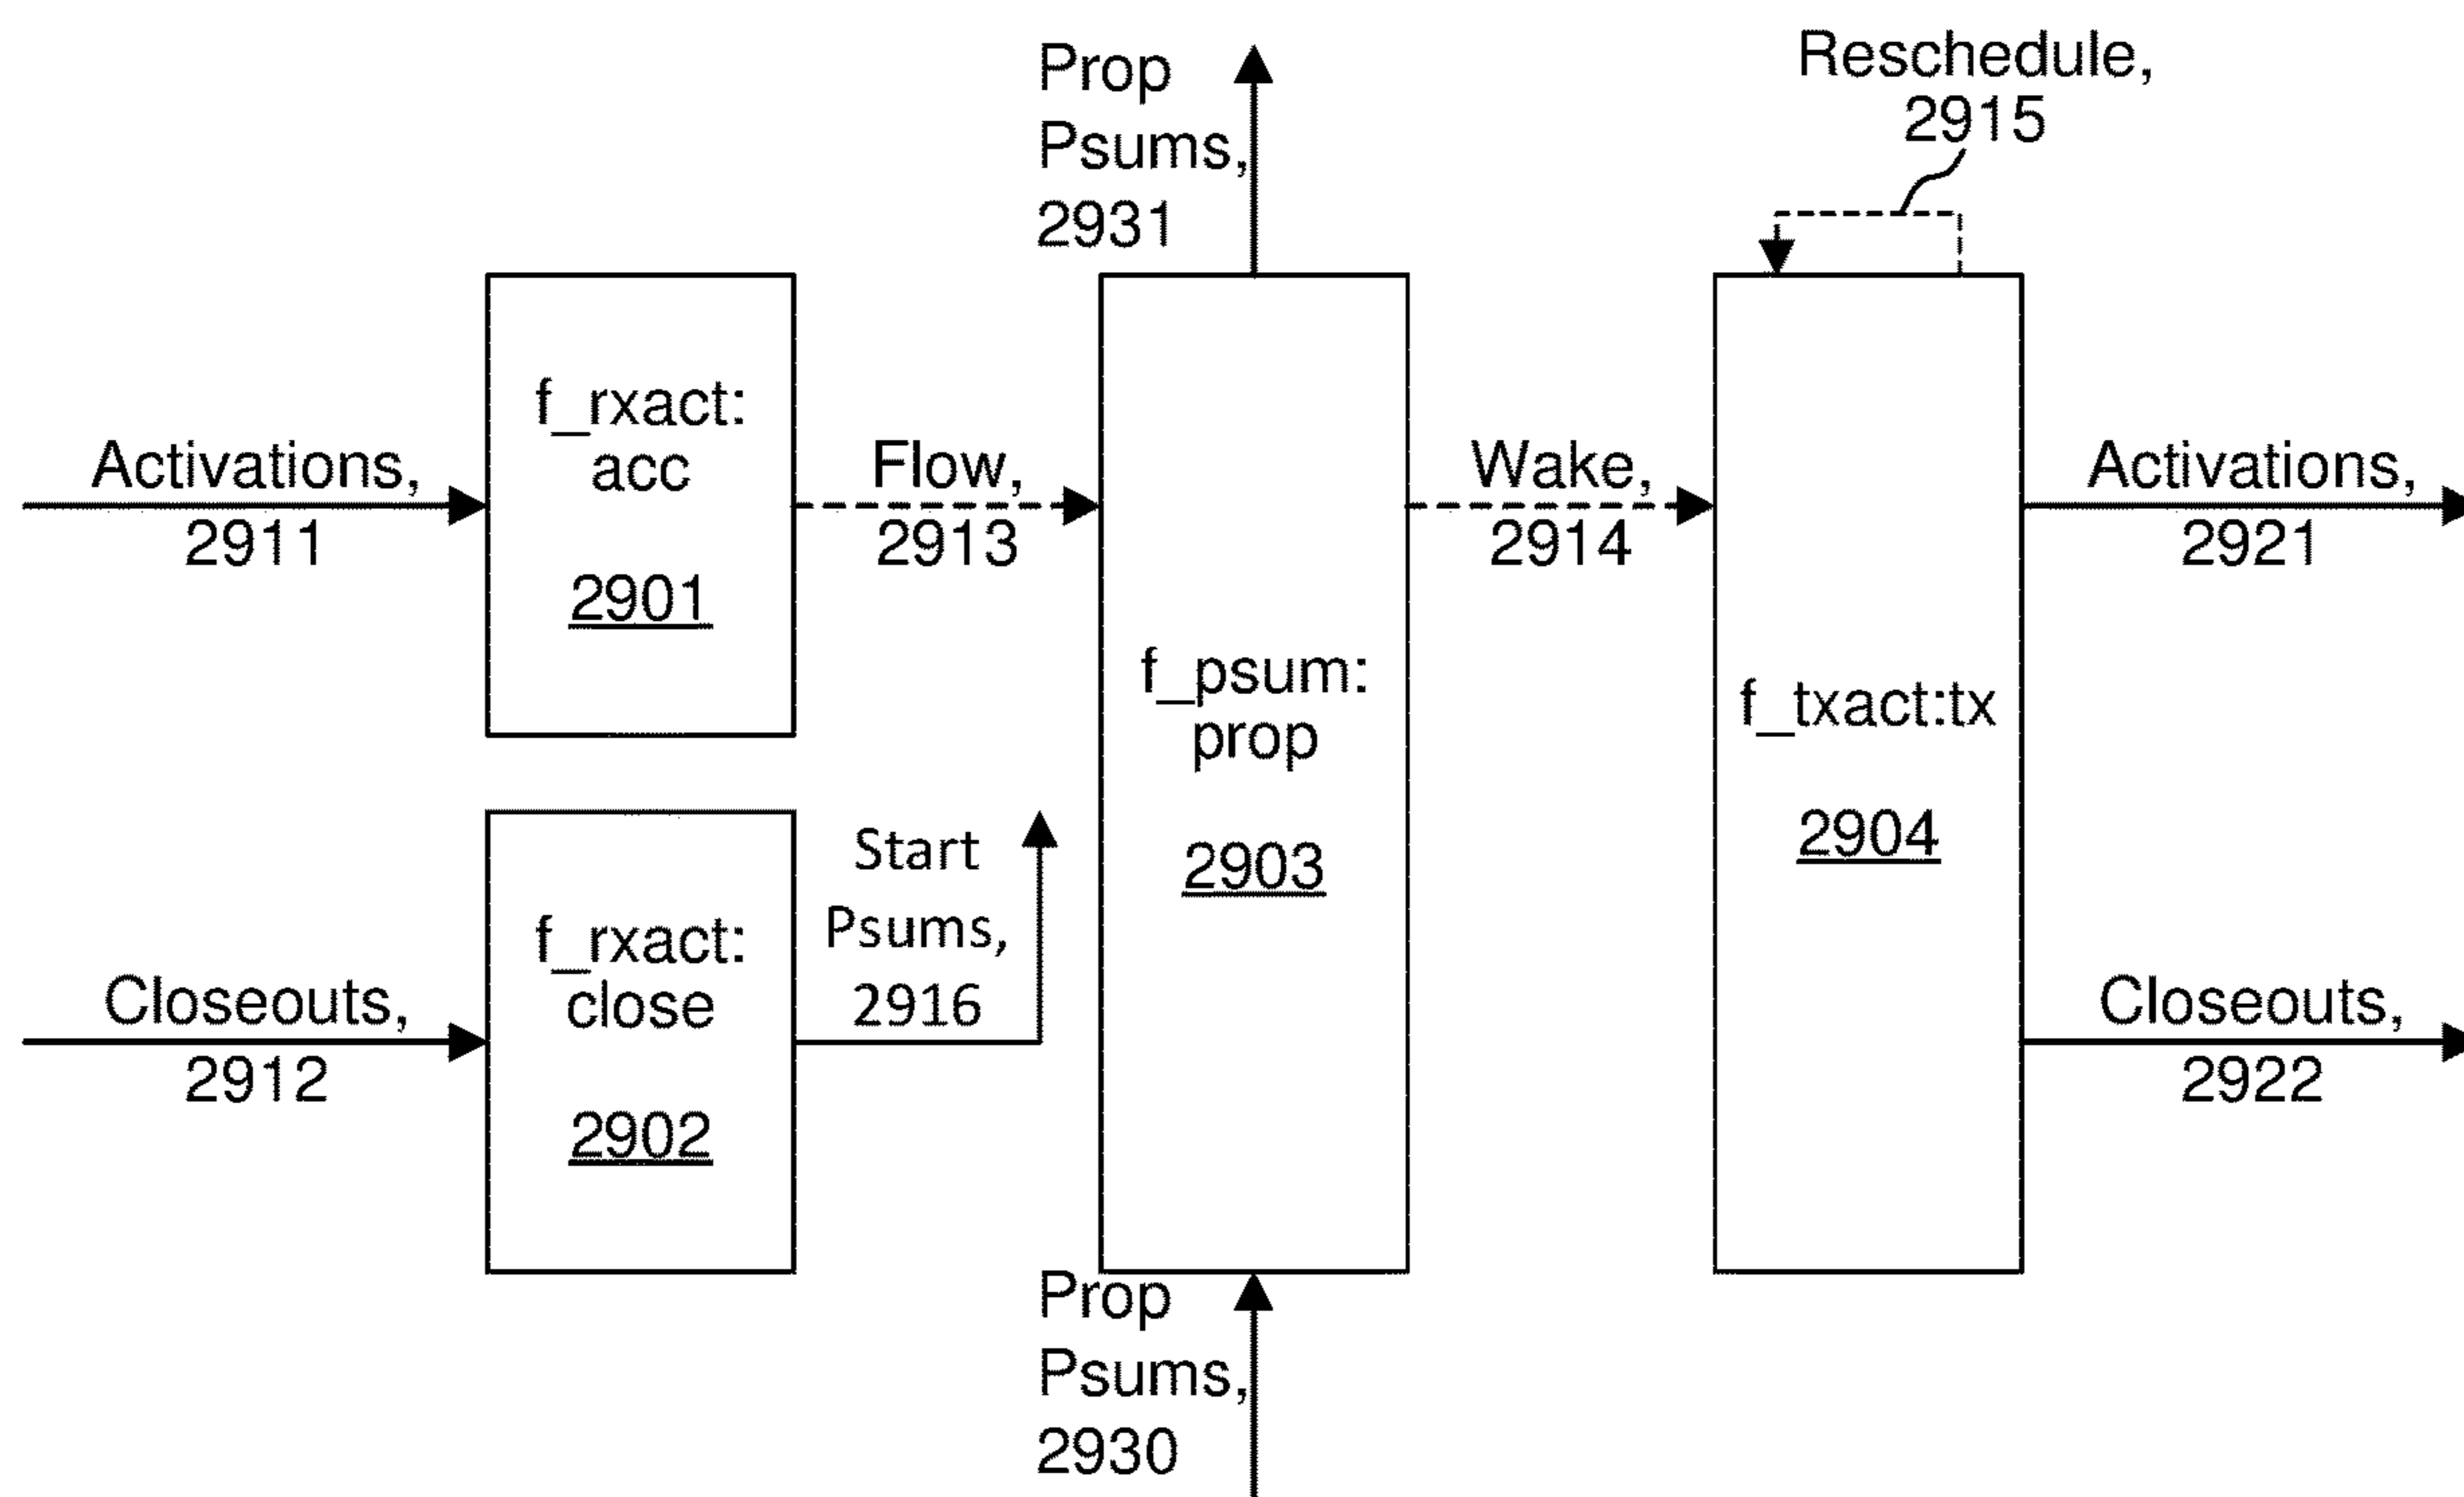 Prop
Psums,
2931
Reschedule,
2915
Activations,
2911
f_rxact:
acc
2901
Flow,
2913
f_psum:
prop
2903
Wake,
2914
f_txact:tx
2904
Activations,
2921
Closeouts,
2912
f_rxact:
close
2902
Start
Psums,
2916
Closeouts,
2922
Prop
Psums,
2930